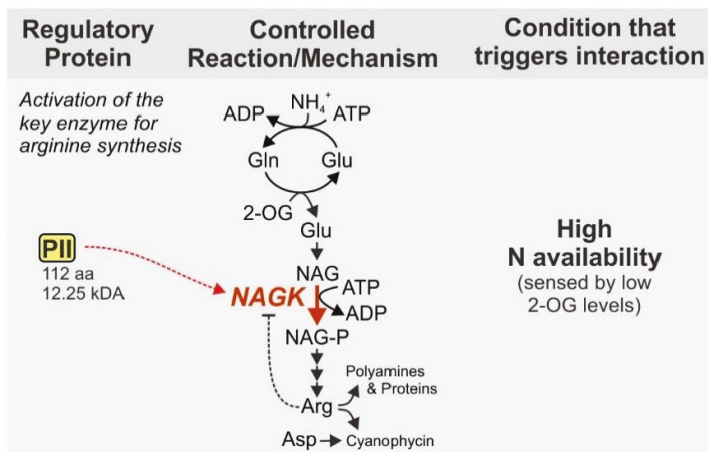 Regulatory
Protein
Controlled
Reaction/Mechanism
Condition that
triggers interaction
Activation of the
key enzyme for
arginine synthesis
NH4+
ADP
ATP
Gln
Glu
2-OG
Glu
PII
112 aa
12.25 kDA
NAG
ATP
NAGK
ADP
NAG-P
Polyamines
& Proteins
Arg
Asp
Cyanophycin
High
N availability
(sensed by low
2-OG levels)